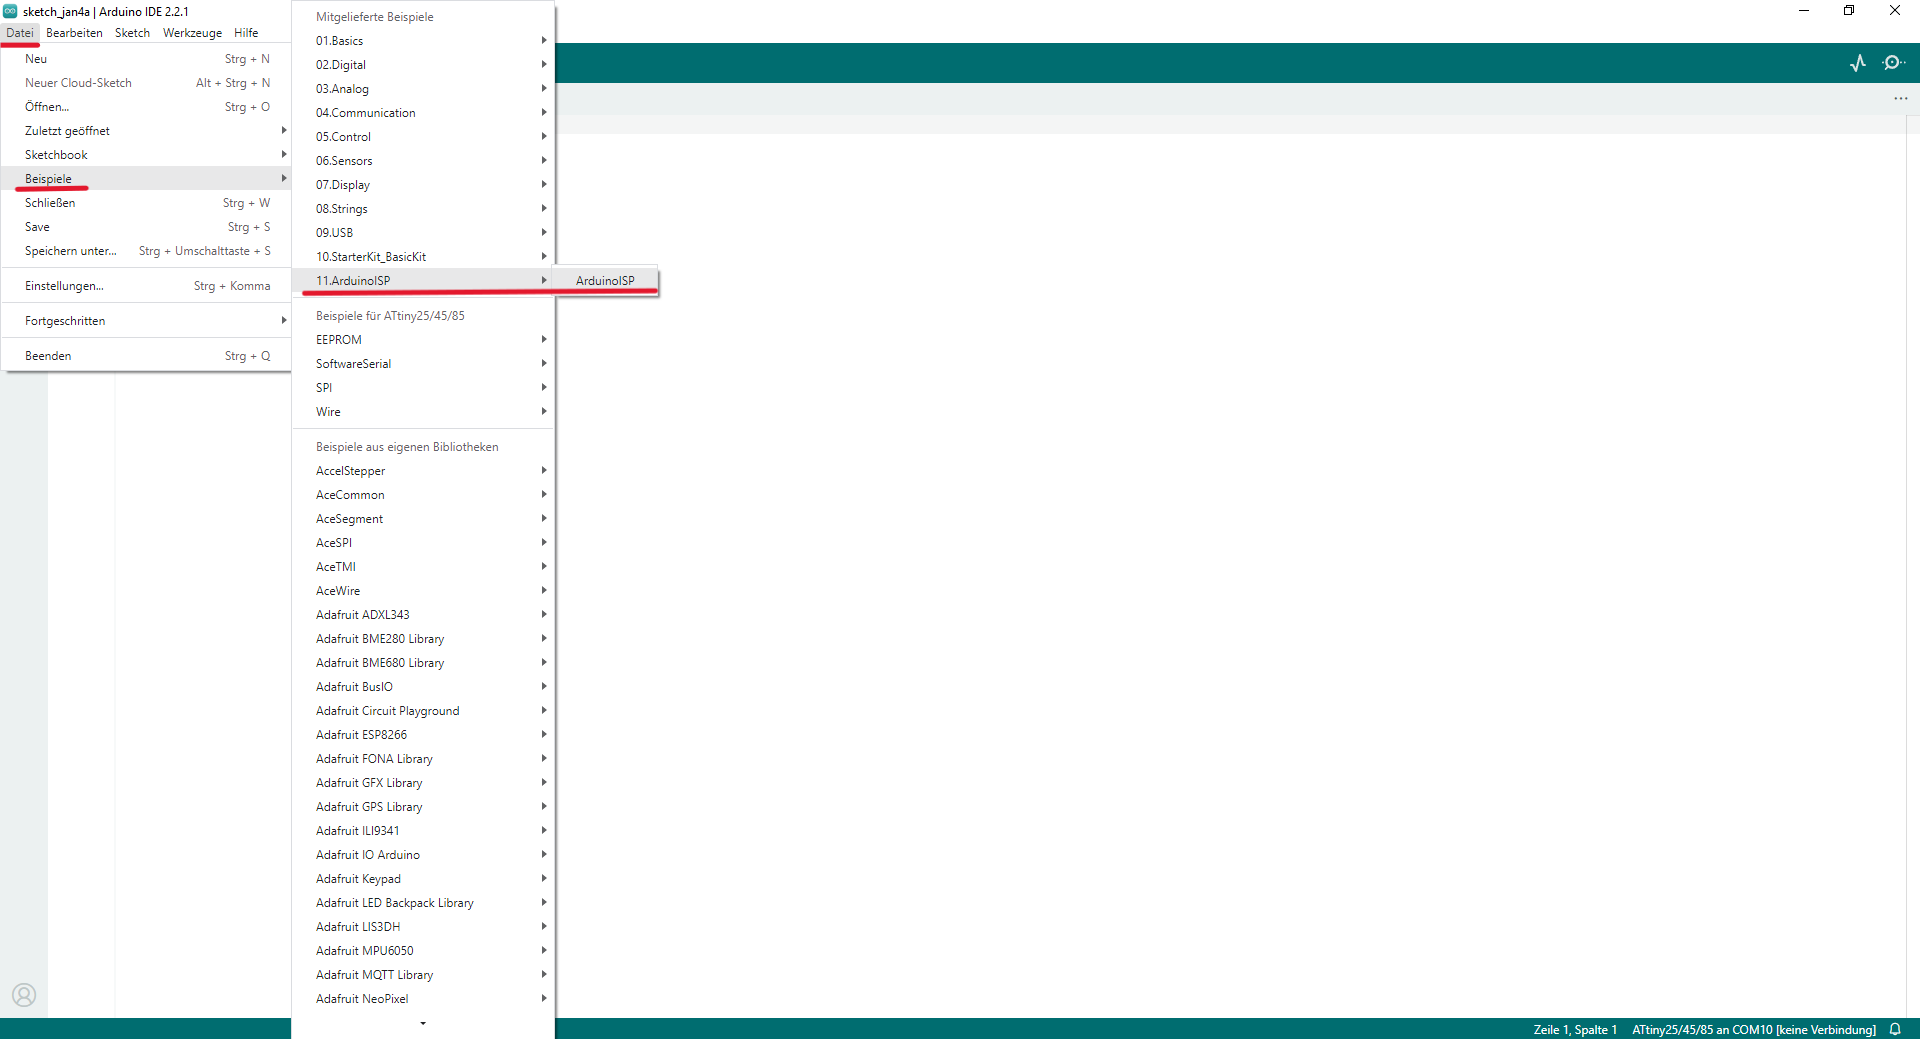 sketch_jan4a | Arduino IDE 2.2.1
Datei Bearbeiten Sketch Werkzeuge Hilfe
Neu Strg + N
Neuer Cloud-Sketch Alt + Strg + N
Öffnen... Strg + O
Zuletzt geöffnet
Sketchbook
Beispiele
Schließen Strg + W
Save Strg + S
Speichern unter... Strg + Umschalttaste + S
Einstellungen... Strg + Komma
Fortgeschritten
Beenden Strg + Q
Mitgelieferte Beispiele
01.Basics
02.Digital
03.Analog
04.Communication
05.Control
06.Sensors
07.Display
08.Strings
09.USB
10.StarterKit_BasicKit
11.ArduinoISP
ArduinoISP
Beispiele für ATtiny25/45/85
EEPROM
SoftwareSerial
SPI
Wire
Beispiele aus eigenen Bibliotheken
AccelStepper
AceCommon
AceSegment
AceSPI
AceTMI
AceWire
Adafruit ADXL343
Adafruit BME280 Library
Adafruit BME680 Library
Adafruit BusIO
Adafruit Circuit Playground
Adafruit ESP8266
Adafruit FONA Library
Adafruit GFX Library
Adafruit GPS Library
Adafruit ILI9341
Adafruit IO Arduino
Adafruit Keypad
Adafruit LED Backpack Library
Adafruit LIS3DH
Adafruit MPU6050
Adafruit MQTT Library
Adafruit NeoPixel
Zeile 1, Spalte 1 ATtiny25/45/85 an COM10 [keine Verbindung]